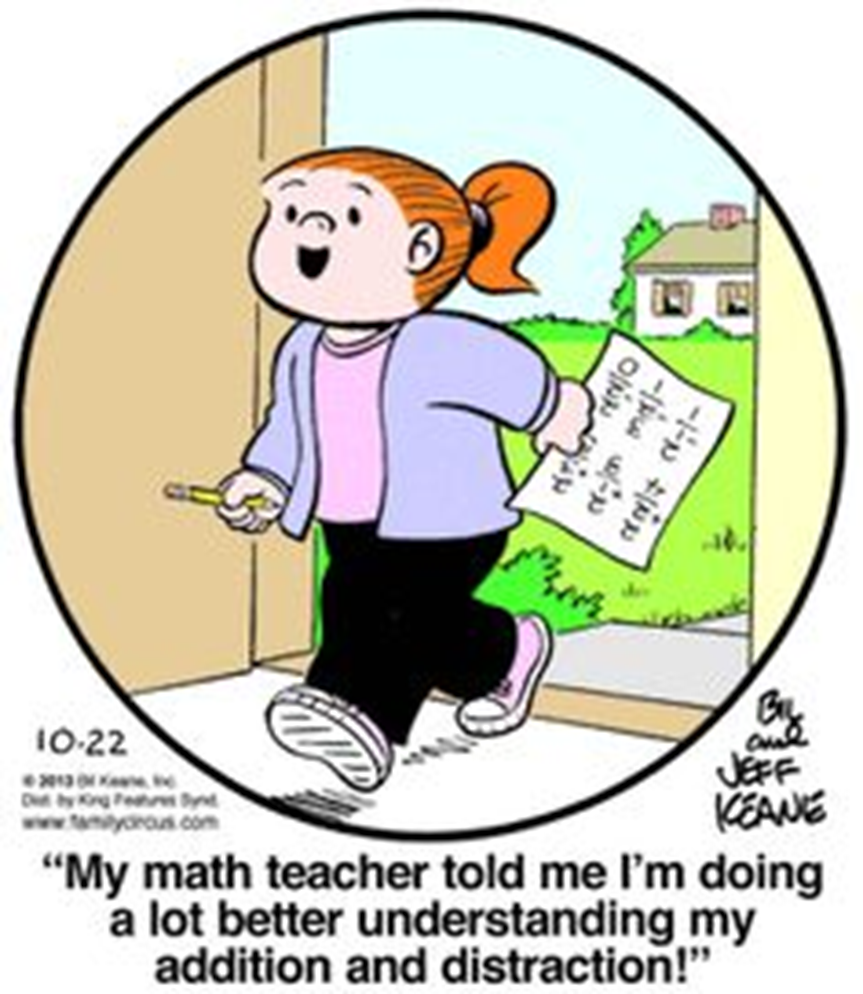 10-22
© 2013 Bil Keane, Inc.
Dist. by King Features Synd.
www.familycircus.com
BIL
and
JEFF
KEANE
“My math teacher told me I’m doing
a lot better understanding my
addition and distraction!”